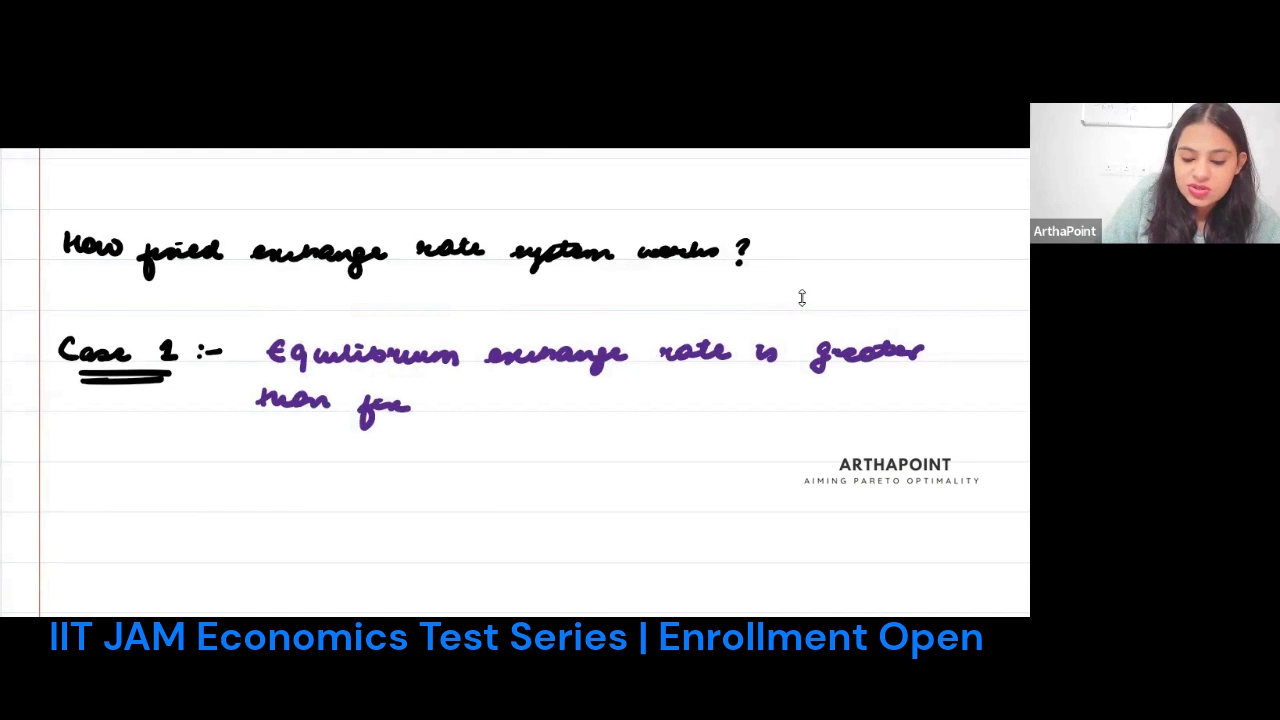 How fixed exchange rate system works?
ArthaPoint
Case 1 :- Equilibrium exchange rate is greater
than fix
ARTHAPOINT
AIMING PARETO OPTIMALITY
IIT JAM Economics Test Series | Enrollment Open